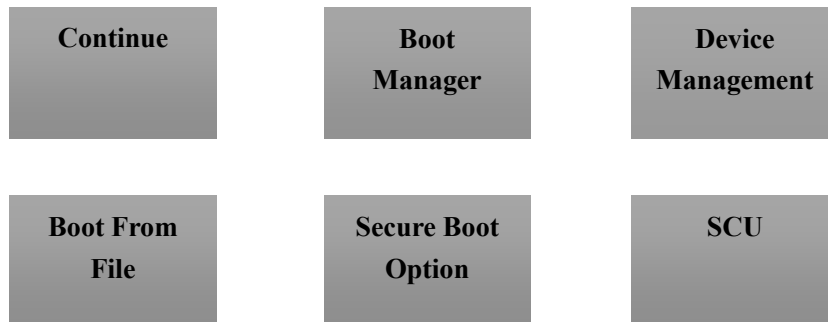 Continue
Boot
Manager
Device
Management
Boot From
File
Secure Boot
Option
SCU